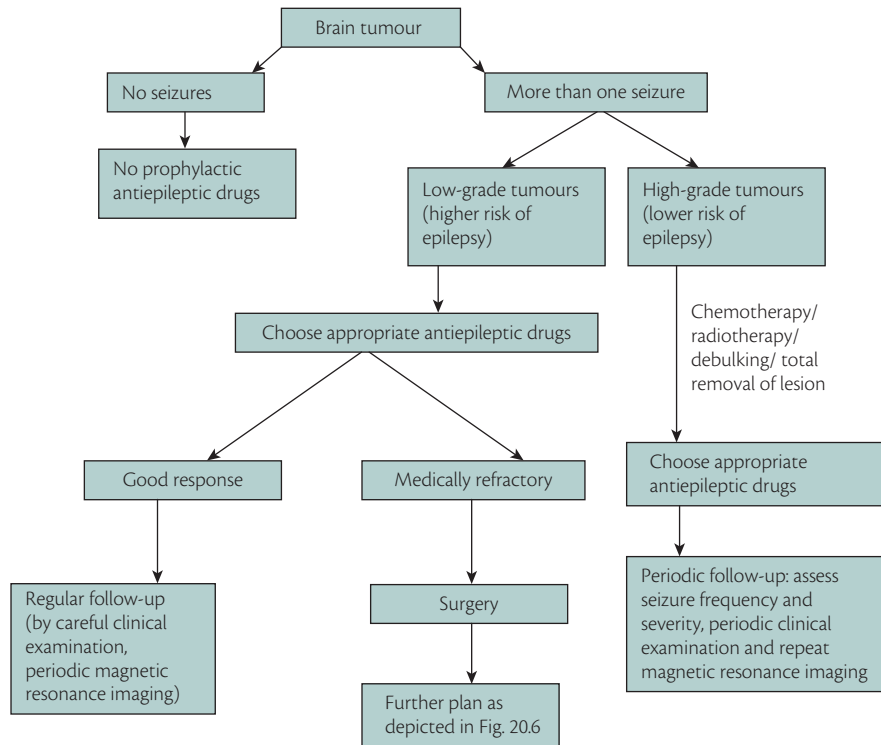 Brain tumour
No seizures
More than one seizure
No prophylactic
antiepileptic drugs
Low-grade tumours
(higher risk of
epilepsy)
High-grade tumours
(lower risk of
epilepsy)
Choose appropriate antiepileptic drugs
Chemotherapy/
radiotherapy/
debulking/ total
removal of lesion
Good response
Medically refractory
Choose appropriate
antiepileptic drugs
Regular follow-up
(by careful clinical
examination,
periodic magnetic
resonance imaging)
Surgery
Periodic follow-up: assess
seizure frequency and
severity, periodic clinical
examination and repeat
magnetic resonance imaging
Further plan as
depicted in Fig. 20.6